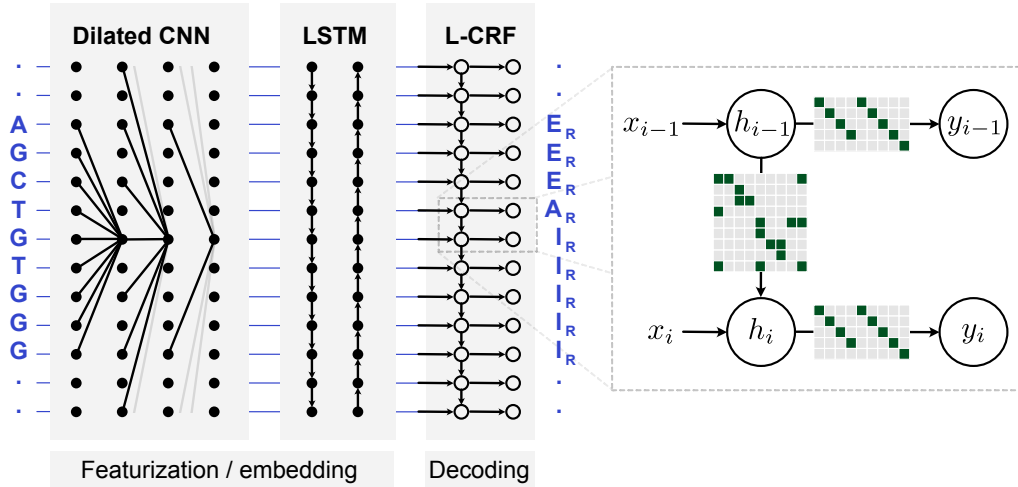 Dilated CNN LSTM L-CRF
· ·
· ·
A E_R
G E_R
C E_R
T A_R
G I_R
T I_R
G I_R
G I_R
G I_R
· ·
· ·
x_{i−1} h_{i−1} y_{i−1}
x_i h_i y_i
Featurization / embedding Decoding